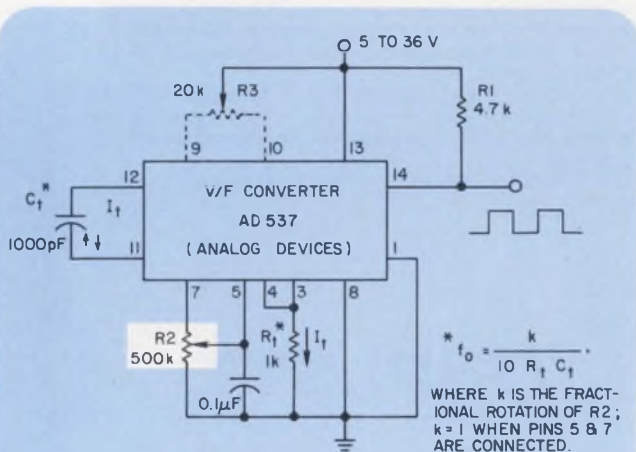 5 TO 36 V
20k R3
R1
4.7k
9 10 13
12 14
C_t* I_t
V/F CONVERTER
AD 537
(ANALOG DEVICES)
1000pF
11 1
7 5 4 3 8
R2
500k
R_t*
1k
I_t
0.1μF
* f_o = k / 10 R_t C_t .
WHERE k IS THE FRACT-
IONAL ROTATION OF R2;
k=1 WHEN PINS 5 & 7
ARE CONNECTED.